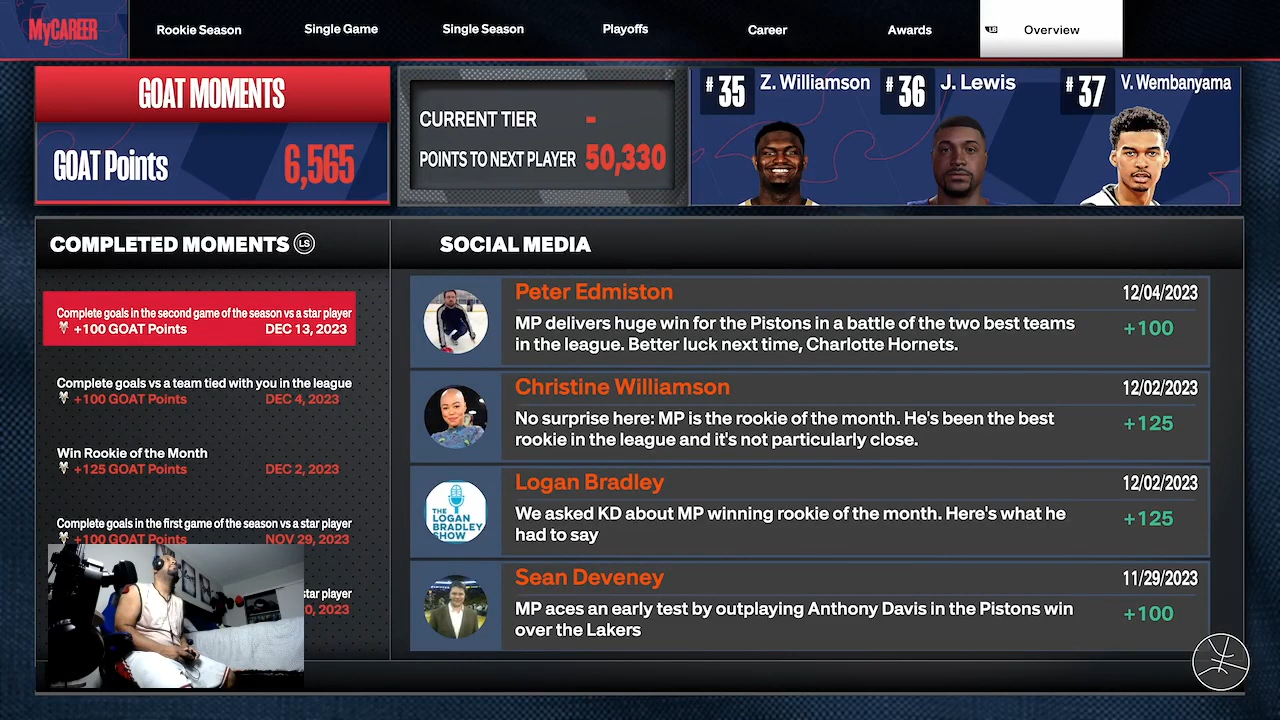 MyCAREER
Rookie Season
Single Game
Single Season
Playoffs
Career
Awards
LB
Overview
GOAT MOMENTS
GOAT Points 6,565
CURRENT TIER -
POINTS TO NEXT PLAYER 50,330
#35 Z. Williamson
#36 J. Lewis
#37 V. Wembanyama
COMPLETED MOMENTS LS
Complete goals in the second game of the season vs a star player
+100 GOAT Points DEC 13, 2023
Complete goals vs a team tied with you in the league
+100 GOAT Points DEC 4, 2023
Win Rookie of the Month
+125 GOAT Points DEC 2, 2023
Complete goals in the first game of the season vs a star player
+100 GOAT Points NOV 29, 2023
star player
0, 2023
SOCIAL MEDIA
Peter Edmiston 12/04/2023
MP delivers huge win for the Pistons in a battle of the two best teams +100
in the league. Better luck next time, Charlotte Hornets.
Christine Williamson 12/02/2023
No surprise here: MP is the rookie of the month. He's been the best +125
rookie in the league and it's not particularly close.
THE
LOGAN
BRADLEY
SHOW
Logan Bradley 12/02/2023
We asked KD about MP winning rookie of the month. Here's what he +125
had to say
Sean Deveney 11/29/2023
MP aces an early test by outplaying Anthony Davis in the Pistons win +100
over the Lakers